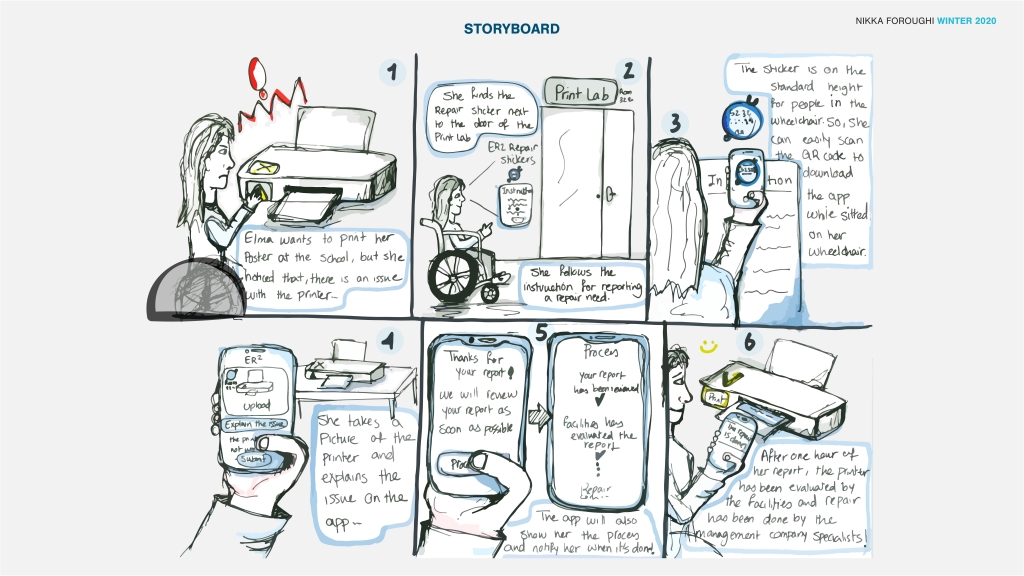 STORYBOARD
NIKKA FOROUGHI WINTER 2020
1
Elma wants to print her
Poster at the school, but she
noticed that, there is an issue
with the printer...
2
She finds the
Repair sticker next
to the door of the
Print Lab
Print Lab
Room
ER2 Repair
stickers
Instruction
She follows the
instruction for reporting
a repair need.
3
The sticker is on the
standard height
for people in the
wheelchair. So, she
can easily scan
the QR code to
download
the app
while sitted
on her
wheelchair.
In tion
4
ER²
upload
Explain the issue
the prin
not w
Submit
She takes a
Picture of the
printer and
explains the
issue on the
app...
5
Thanks for
your report!
we will review
your report as
soon as possible
Proc
Process
your report
has been reviewed
Facilities has
evaluated the
report
Repair
The app will also
show her the process
and notify her when it's done!
6
Print
the repair
is done
After one hour of
her report, the printer
has been evaluated by
the facilities and repair
has been done by the
management company specialists!